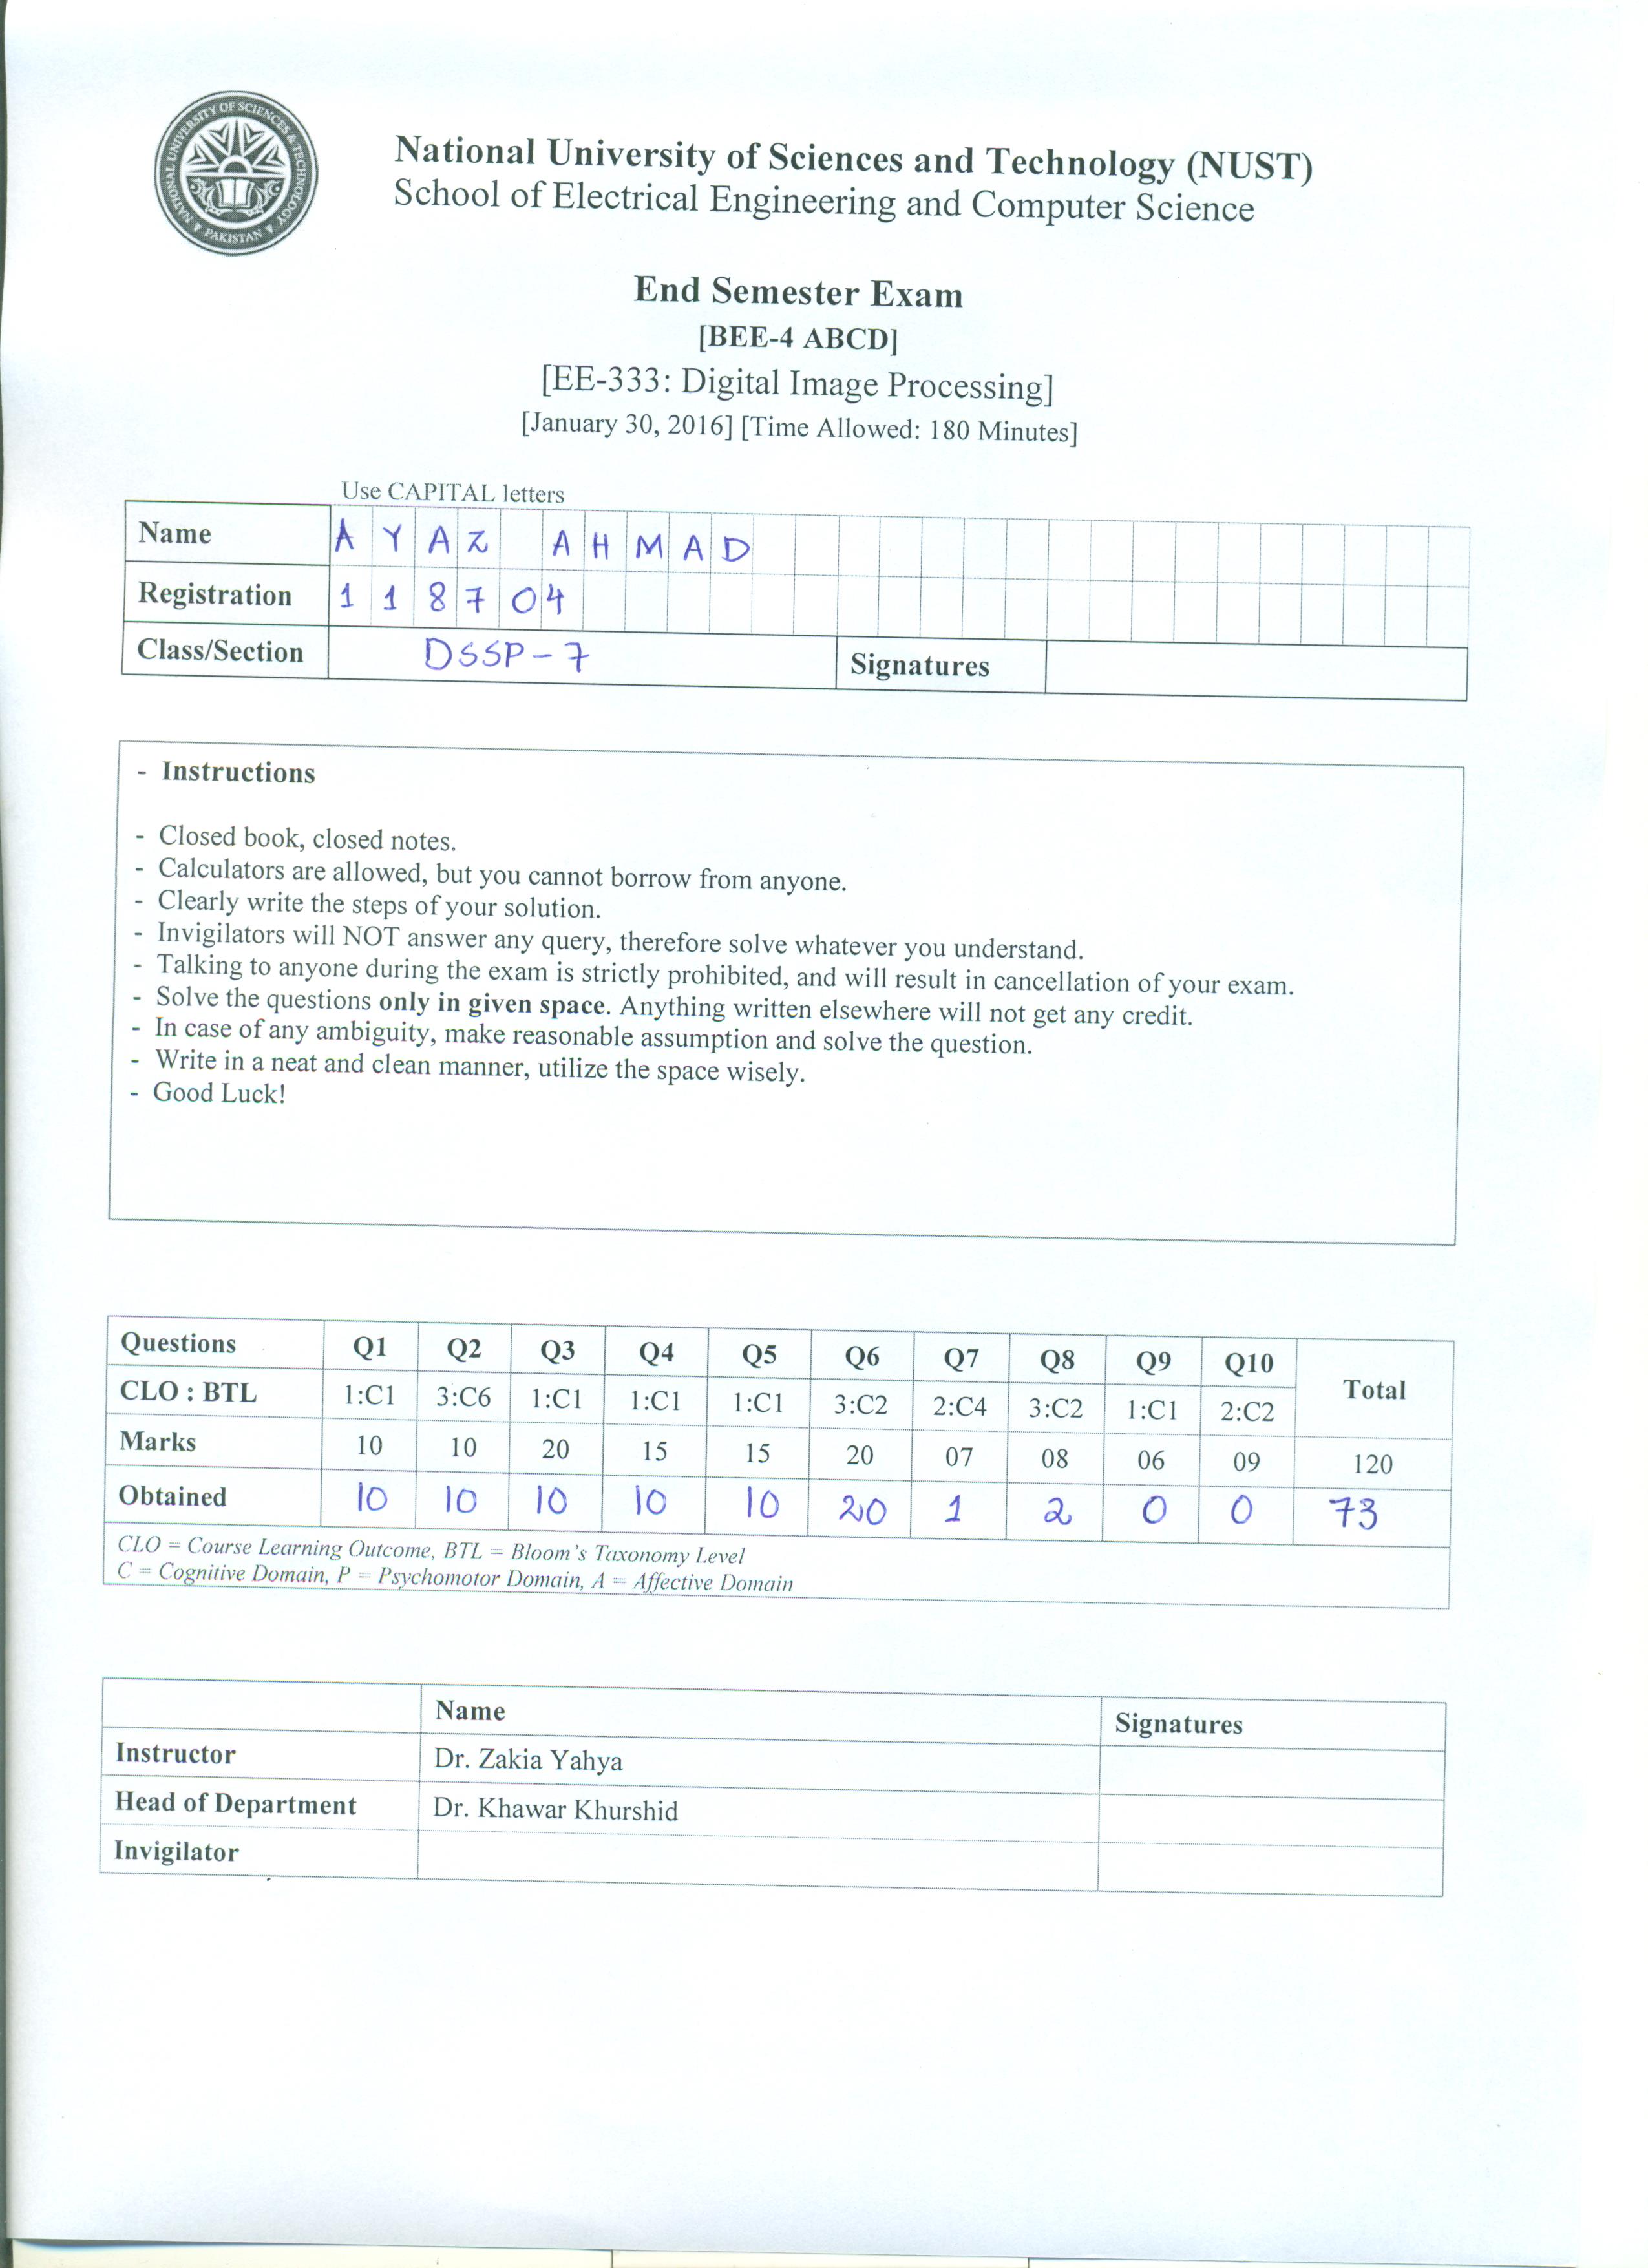 NATIONAL UNIVERSITY OF SCIENCES & TECHNOLOGY
PAKISTAN
National University of Sciences and Technology (NUST)
School of Electrical Engineering and Computer Science
End Semester Exam
[BEE-4 ABCD]
[EE-333: Digital Image Processing]
[January 30, 2016] [Time Allowed: 180 Minutes]
Use CAPITAL letters
Name AYAZ AHMAD
Registration 118704
Class/Section DSSP-7 Signatures
- Instructions
- Closed book, closed notes.
- Calculators are allowed, but you cannot borrow from anyone.
- Clearly write the steps of your solution.
- Invigilators will NOT answer any query, therefore solve whatever you understand.
- Talking to anyone during the exam is strictly prohibited, and will result in cancellation of your exam.
- Solve the questions only in given space. Anything written elsewhere will not get any credit.
- In case of any ambiguity, make reasonable assumption and solve the question.
- Write in a neat and clean manner, utilize the space wisely.
- Good Luck!
Questions Q1 Q2 Q3 Q4 Q5 Q6 Q7 Q8 Q9 Q10 Total
CLO : BTL 1:C1 3:C6 1:C1 1:C1 1:C1 3:C2 2:C4 3:C2 1:C1 2:C2
Marks 10 10 20 15 15 20 07 08 06 09 120
Obtained 10 10 10 10 10 20 1 2 0 0 73
CLO = Course Learning Outcome, BTL = Bloom's Taxonomy Level
C = Cognitive Domain, P = Psychomotor Domain, A = Affective Domain
Name Signatures
Instructor Dr. Zakia Yahya
Head of Department Dr. Khawar Khurshid
Invigilator